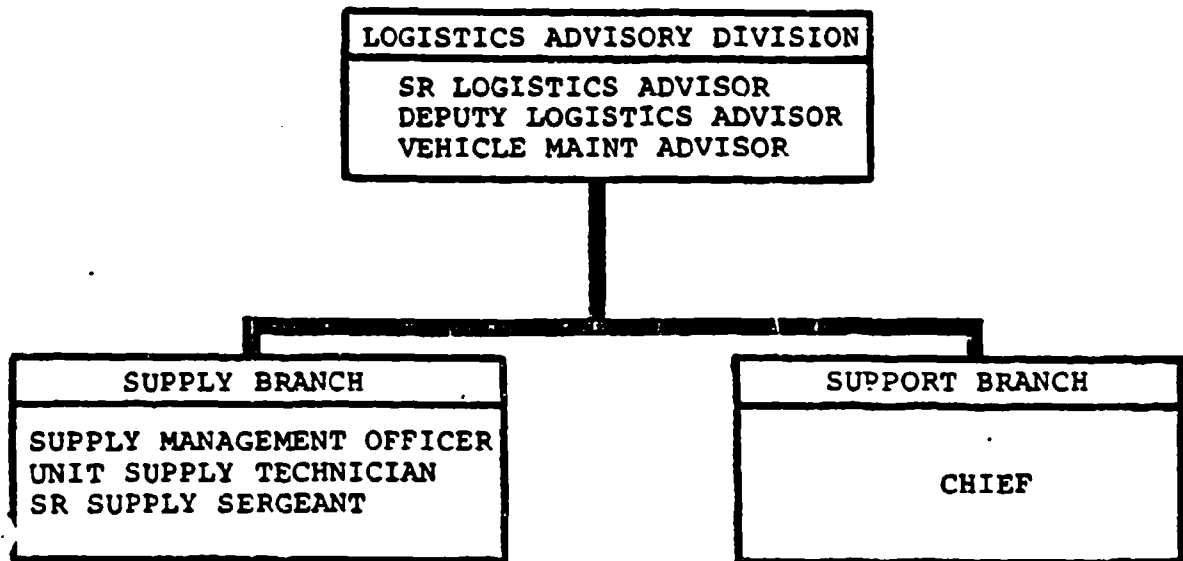 LOGISTICS ADVISORY DIVISION
SR LOGISTICS ADVISOR
DEPUTY LOGISTICS ADVISOR
VEHICLE MAINT ADVISOR
SUPPLY BRANCH
SUPPLY MANAGEMENT OFFICER
UNIT SUPPLY TECHNICIAN
SR SUPPLY SERGEANT
SUPPORT BRANCH
CHIEF